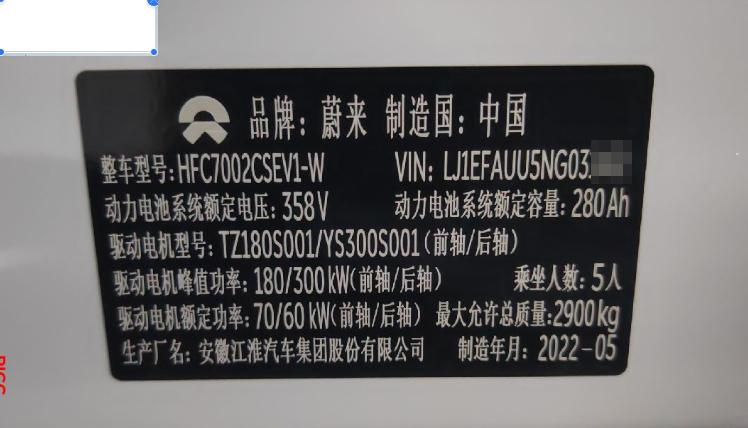 品牌：蔚来 制造国：中国
整车型号：HFC7002CSEV1-W VIN：LJ1EFAUU5NG03
动力电池系统额定电压：358V 动力电池系统额定容量：280Ah
驱动电机型号：TZ180S001/YS300S001（前轴/后轴）
驱动电机峰值功率：180/300kW（前轴/后轴） 乘坐人数：5人
驱动电机额定功率：70/60kW（前轴/后轴） 最大允许总质量：2900kg
生产厂名：安徽江淮汽车集团股份有限公司 制造年月：2022-05